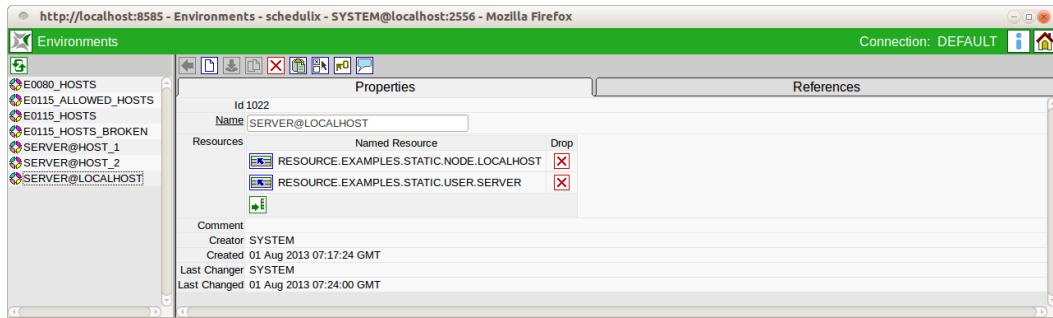 http://localhost:8585 - Environments - schedulix - SYSTEM@localhost:2556 - Mozilla Firefox
Environments
Connection: DEFAULT
E0080_HOSTS
E0115_ALLOWED_HOSTS
E0115_HOSTS
E0115_HOSTS_BROKEN
SERVER@HOST_1
SERVER@HOST_2
SERVER@LOCALHOST
Properties
References
Id 1022
Name SERVER@LOCALHOST
Resources Named Resource Drop
RESOURCE.EXAMPLES.STATIC.NODE.LOCALHOST
RESOURCE.EXAMPLES.STATIC.USER.SERVER
Comment
Creator SYSTEM
Created 01 Aug 2013 07:17:24 GMT
Last Changer SYSTEM
Last Changed 01 Aug 2013 07:24:00 GMT